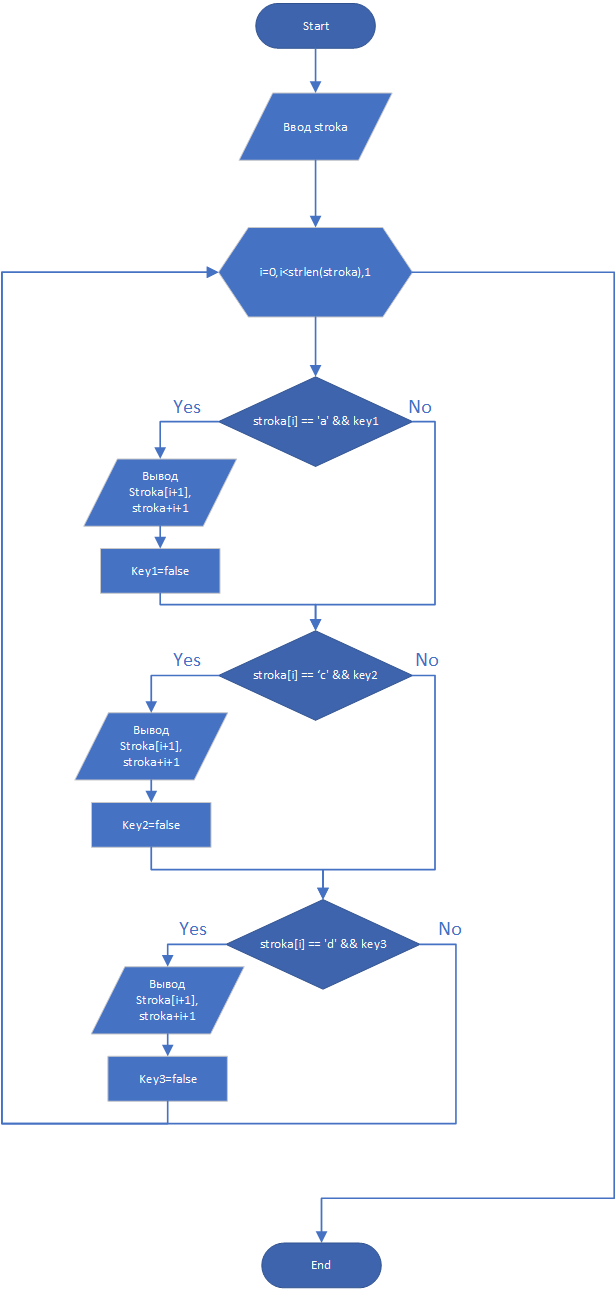 Start
Ввод stroka
i=0,i<strlen(stroka),1
Yes
No
stroka[i] == 'a' && key1
Вывод
Stroka[i+1],
stroka+i+1
Key1=false
Yes
No
stroka[i] == ‘c' && key2
Вывод
Stroka[i+1],
stroka+i+1
Key2=false
Yes
No
stroka[i] == 'd' && key3
Вывод
Stroka[i+1],
stroka+i+1
Key3=false
End